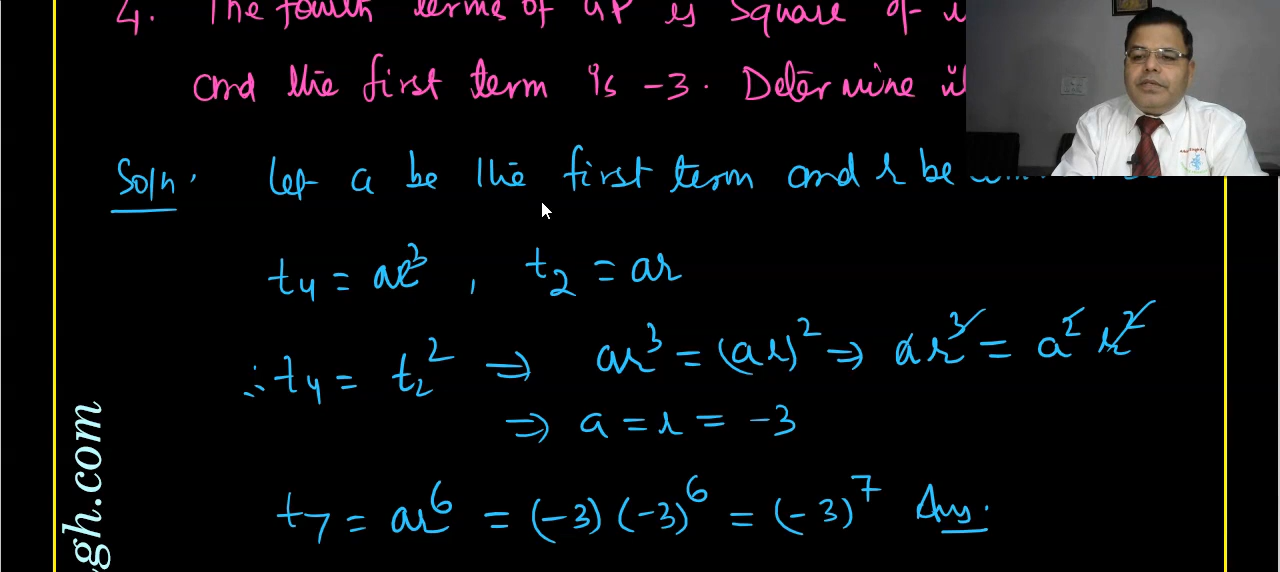 4. The fourth terms of GP is square of
and the first term is -3. Determine
Soln. Let a be the first term and r be
t4 = ar³, t2 = ar
∴ t4 = t2² ⇒ ar³ = (ar)² ⇒ ar³ = a² r²
⇒ a = r = -3
t7 = ar⁶ = (-3)(-3)⁶ = (-3)⁷ Ans.
gh.com